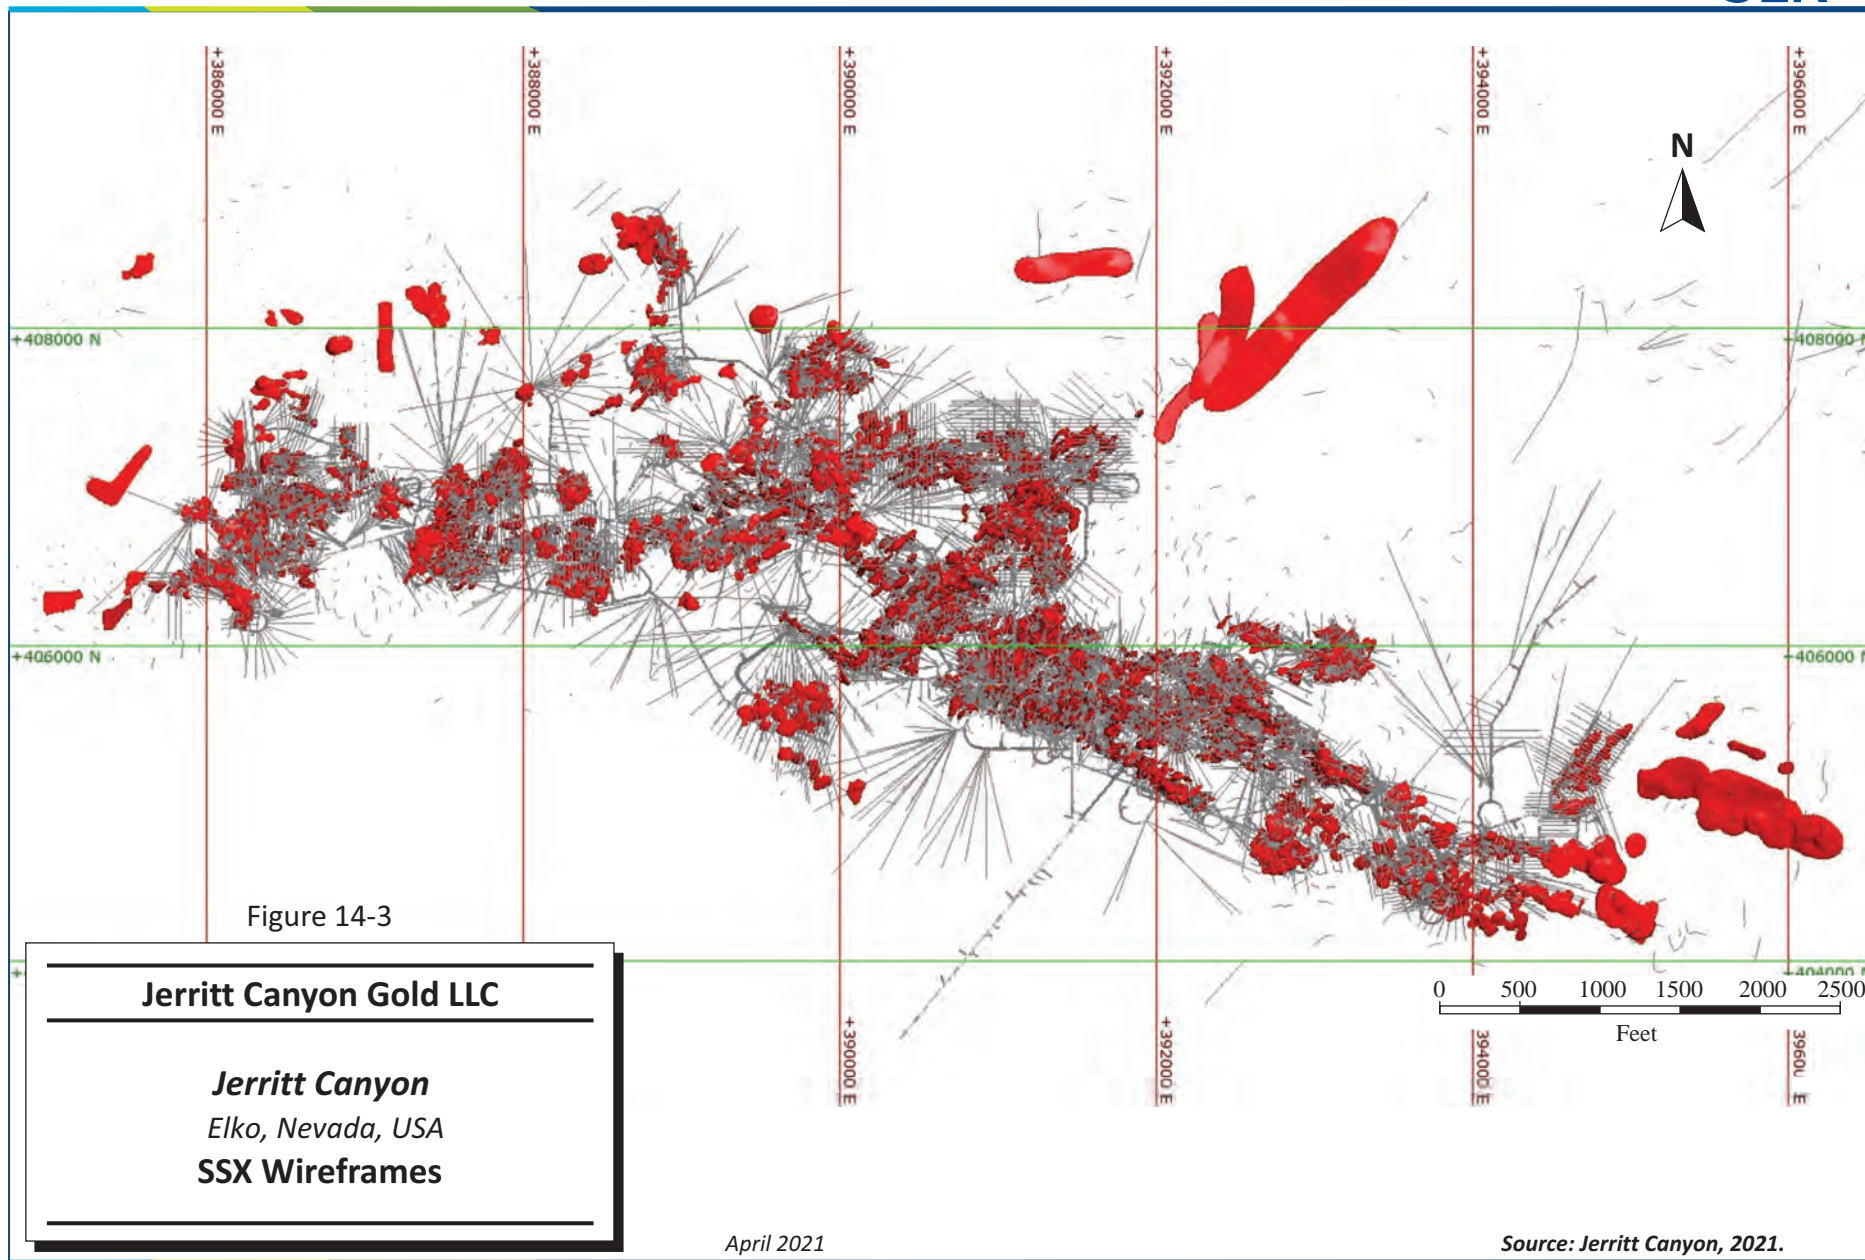 +386000 E
+388000 E
+390000 E
+392000 E
+394000 E
+396000 E
N
+408000 N
+408000 N
+406000 N
+406000 N
Figure 14-3
Jerritt Canyon Gold LLC
Jerritt Canyon
Elko, Nevada, USA
SSX Wireframes
0 500 1000 1500 2000 2500
Feet
+390000 E
+392000 E
+394000 E
April 2021
Source: Jerritt Canyon, 2021.